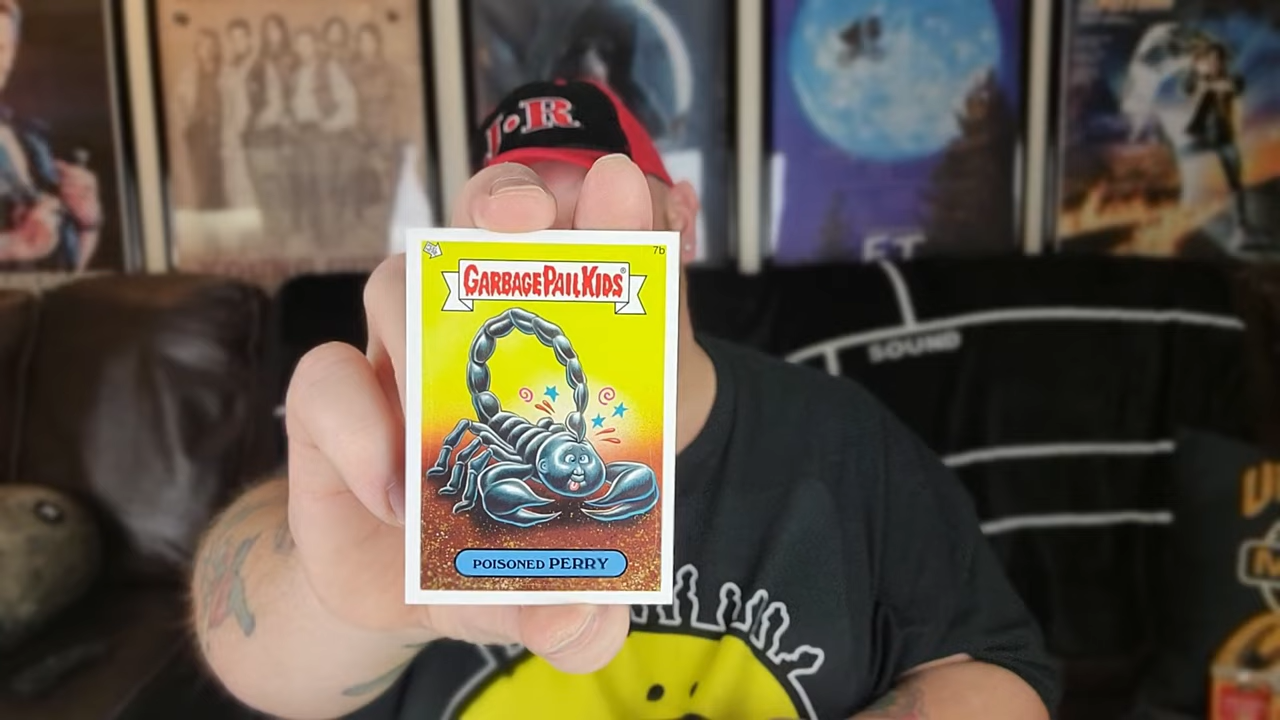 J•R
E.T.
7b
GARBAGE PAIL KIDS®
SOUND
POISONED PERRY